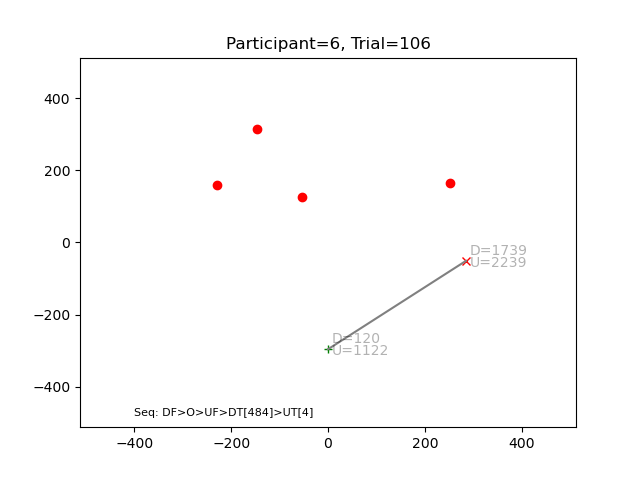 Participant=6, Trial=106
400
200
0
−200
−400
D=1739
U=2239
D=120
U=1122
Seq: DF>O>UF>DT[484]>UT[4]
−400
−200
0
200
400